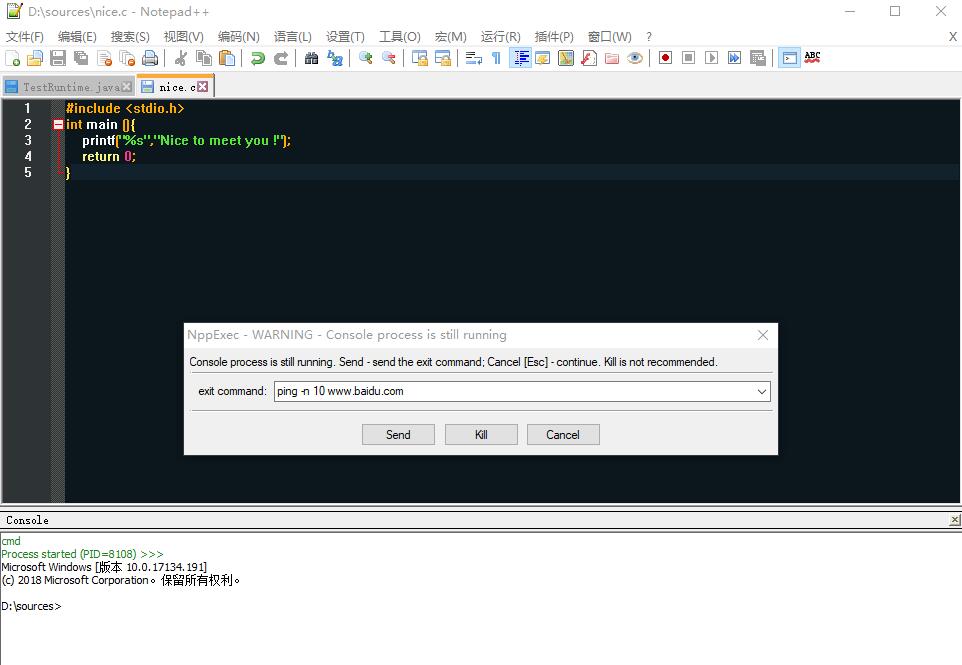 D:\sources\nice.c - Notepad++
文件(F) 编辑(E) 搜索(S) 视图(V) 编码(N) 语言(L) 设置(T) 工具(O) 宏(M) 运行(R) 插件(P) 窗口(W) ? X
ABC
TestRuntime.java nice.c
1 #include <stdio.h>
2 int main (){
3 printf("%s","Nice to meet you !");
4 return 0;
5 }
NppExec - WARNING - Console process is still running
Console process is still running. Send - send the exit command; Cancel [Esc] - continue. Kill is not recommended.
exit command: ping -n 10 www.baidu.com
Send Kill Cancel
Console
cmd
Process started (PID=8108) >>>
Microsoft Windows [版本 10.0.17134.191]
(c) 2018 Microsoft Corporation。保留所有权利。
D:\sources>